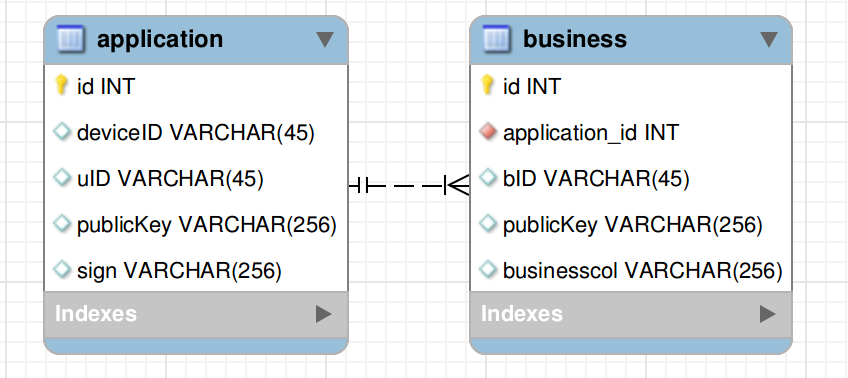 application
id INT
deviceID VARCHAR(45)
uID VARCHAR(45)
publicKey VARCHAR(256)
sign VARCHAR(256)
Indexes
business
id INT
application_id INT
bID VARCHAR(45)
publicKey VARCHAR(256)
businesscol VARCHAR(256)
Indexes